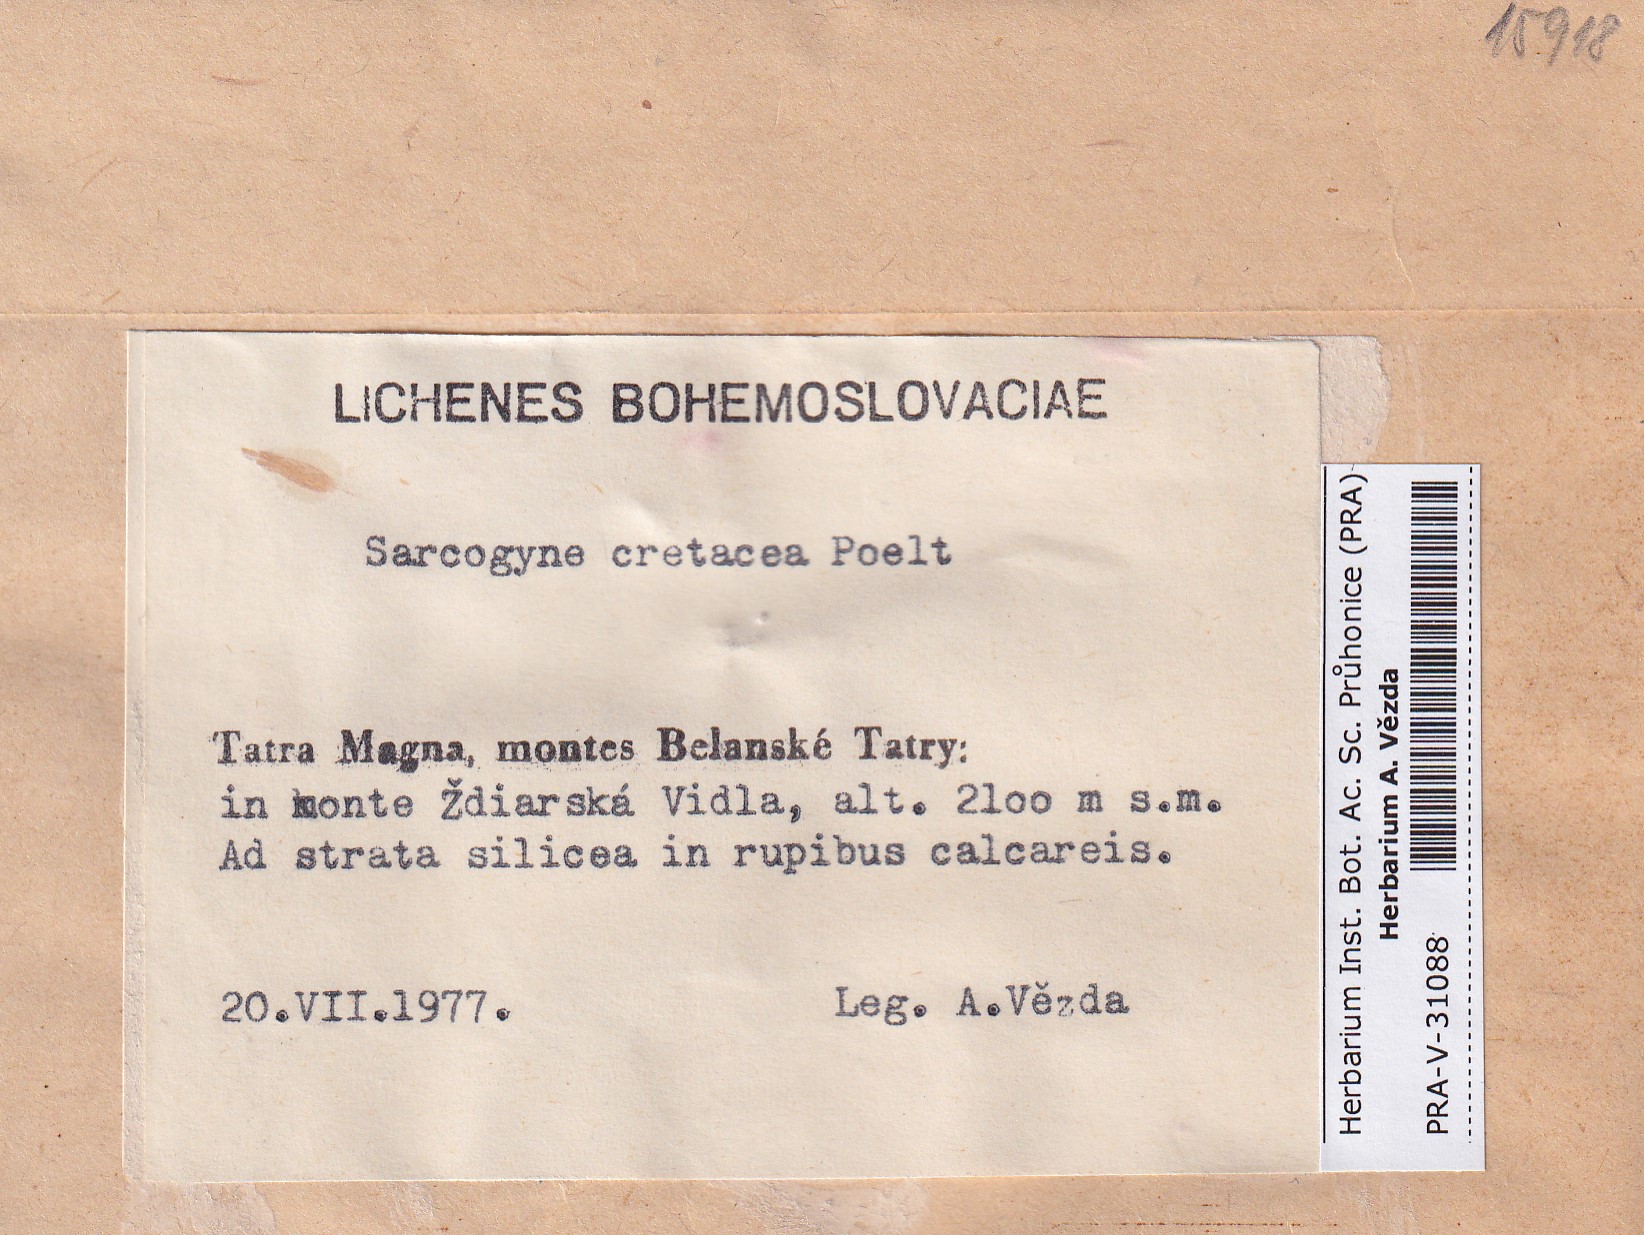 15918
LICHENES BOHEMOSLOVACIAE
Sarcogyne cretacea Poelt
Tatra Magna, montes Belanské Tatry:
in monte Ždiarská Vidla, alt. 2loo m s.m.
Ad strata silicea in rupibus calcareis.
20.VII.1977.
Leg. A.Vězda
Herbarium Inst. Bot. Ac. Sc. Průhonice (PRA)
Herbarium A. Vězda
PRA-V-31088